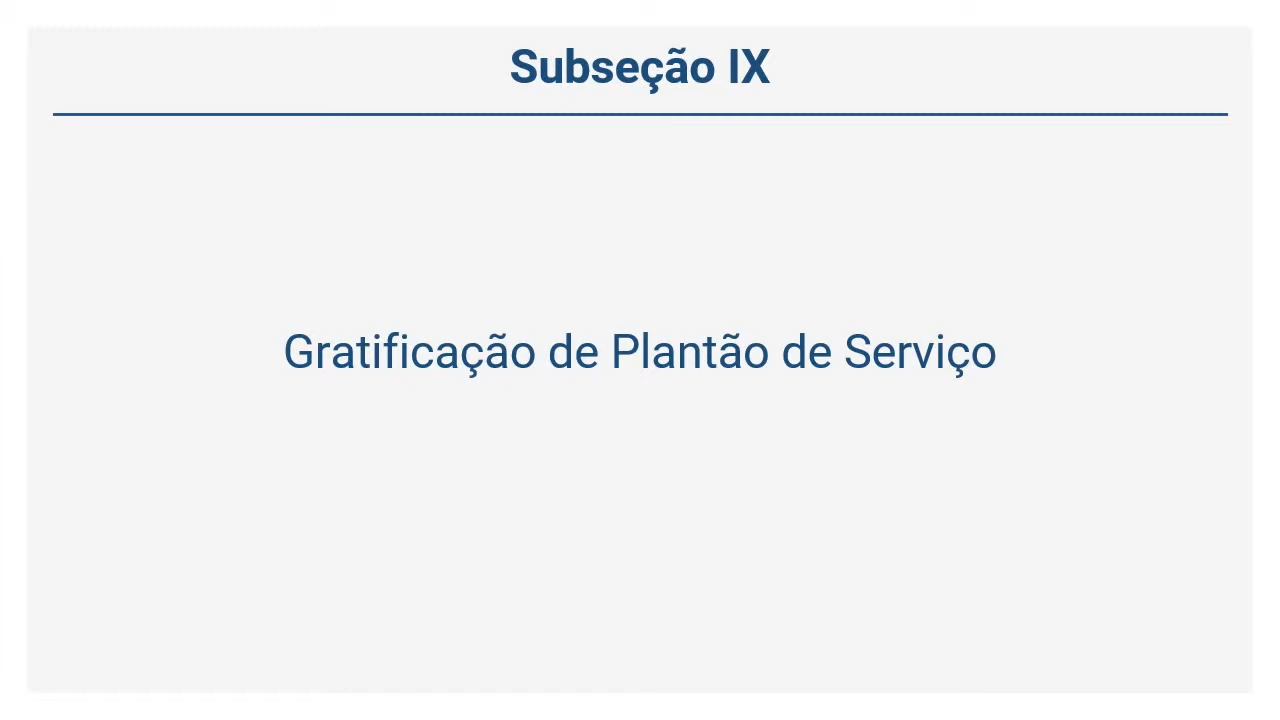 Subseção IX
Gratificação de Plantão de Serviço